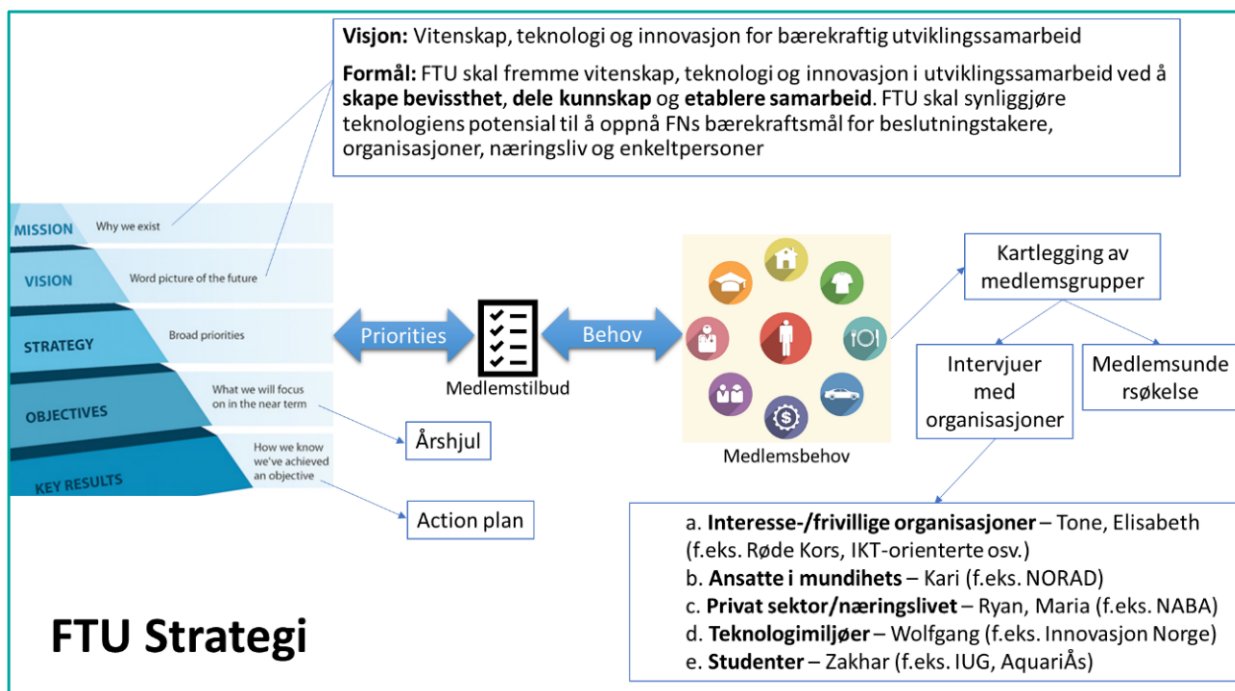 Visjon: Vitenskap, teknologi og innovasjon for bærekraftig utviklingssamarbeid
Formål: FTU skal fremme vitenskap, teknologi og innovasjon i utviklingssamarbeid ved å
skape bevissthet, dele kunnskap og etablere samarbeid. FTU skal synliggjøre
teknologiens potensial til å oppnå FNs bærekraftsmål for beslutningstakere,
organisasjoner, næringsliv og enkeltpersoner
MISSION
Why we exist
VISION
Word picture of the future
STRATEGY
Broad priorities
OBJECTIVES
What we will focus
on in the near term
KEY RESULTS
How we know
we've achieved
an objective
Priorities
Medlemstilbud
Behov
$
Medlemsbehov
Kartlegging av
medlemsgrupper
Intervjuer
med
organisasjoner
Medlemsunde
rsøkelse
Årshjul
Action plan
a. Interesse-/frivillige organisasjoner – Tone, Elisabeth
(f.eks. Røde Kors, IKT-orienterte osv.)
b. Ansatte i mundihets – Kari (f.eks. NORAD)
c. Privat sektor/næringslivet – Ryan, Maria (f.eks. NABA)
d. Teknologimiljøer – Wolfgang (f.eks. Innovasjon Norge)
e. Studenter – Zakhar (f.eks. IUG, AquariÅs)
FTU Strategi